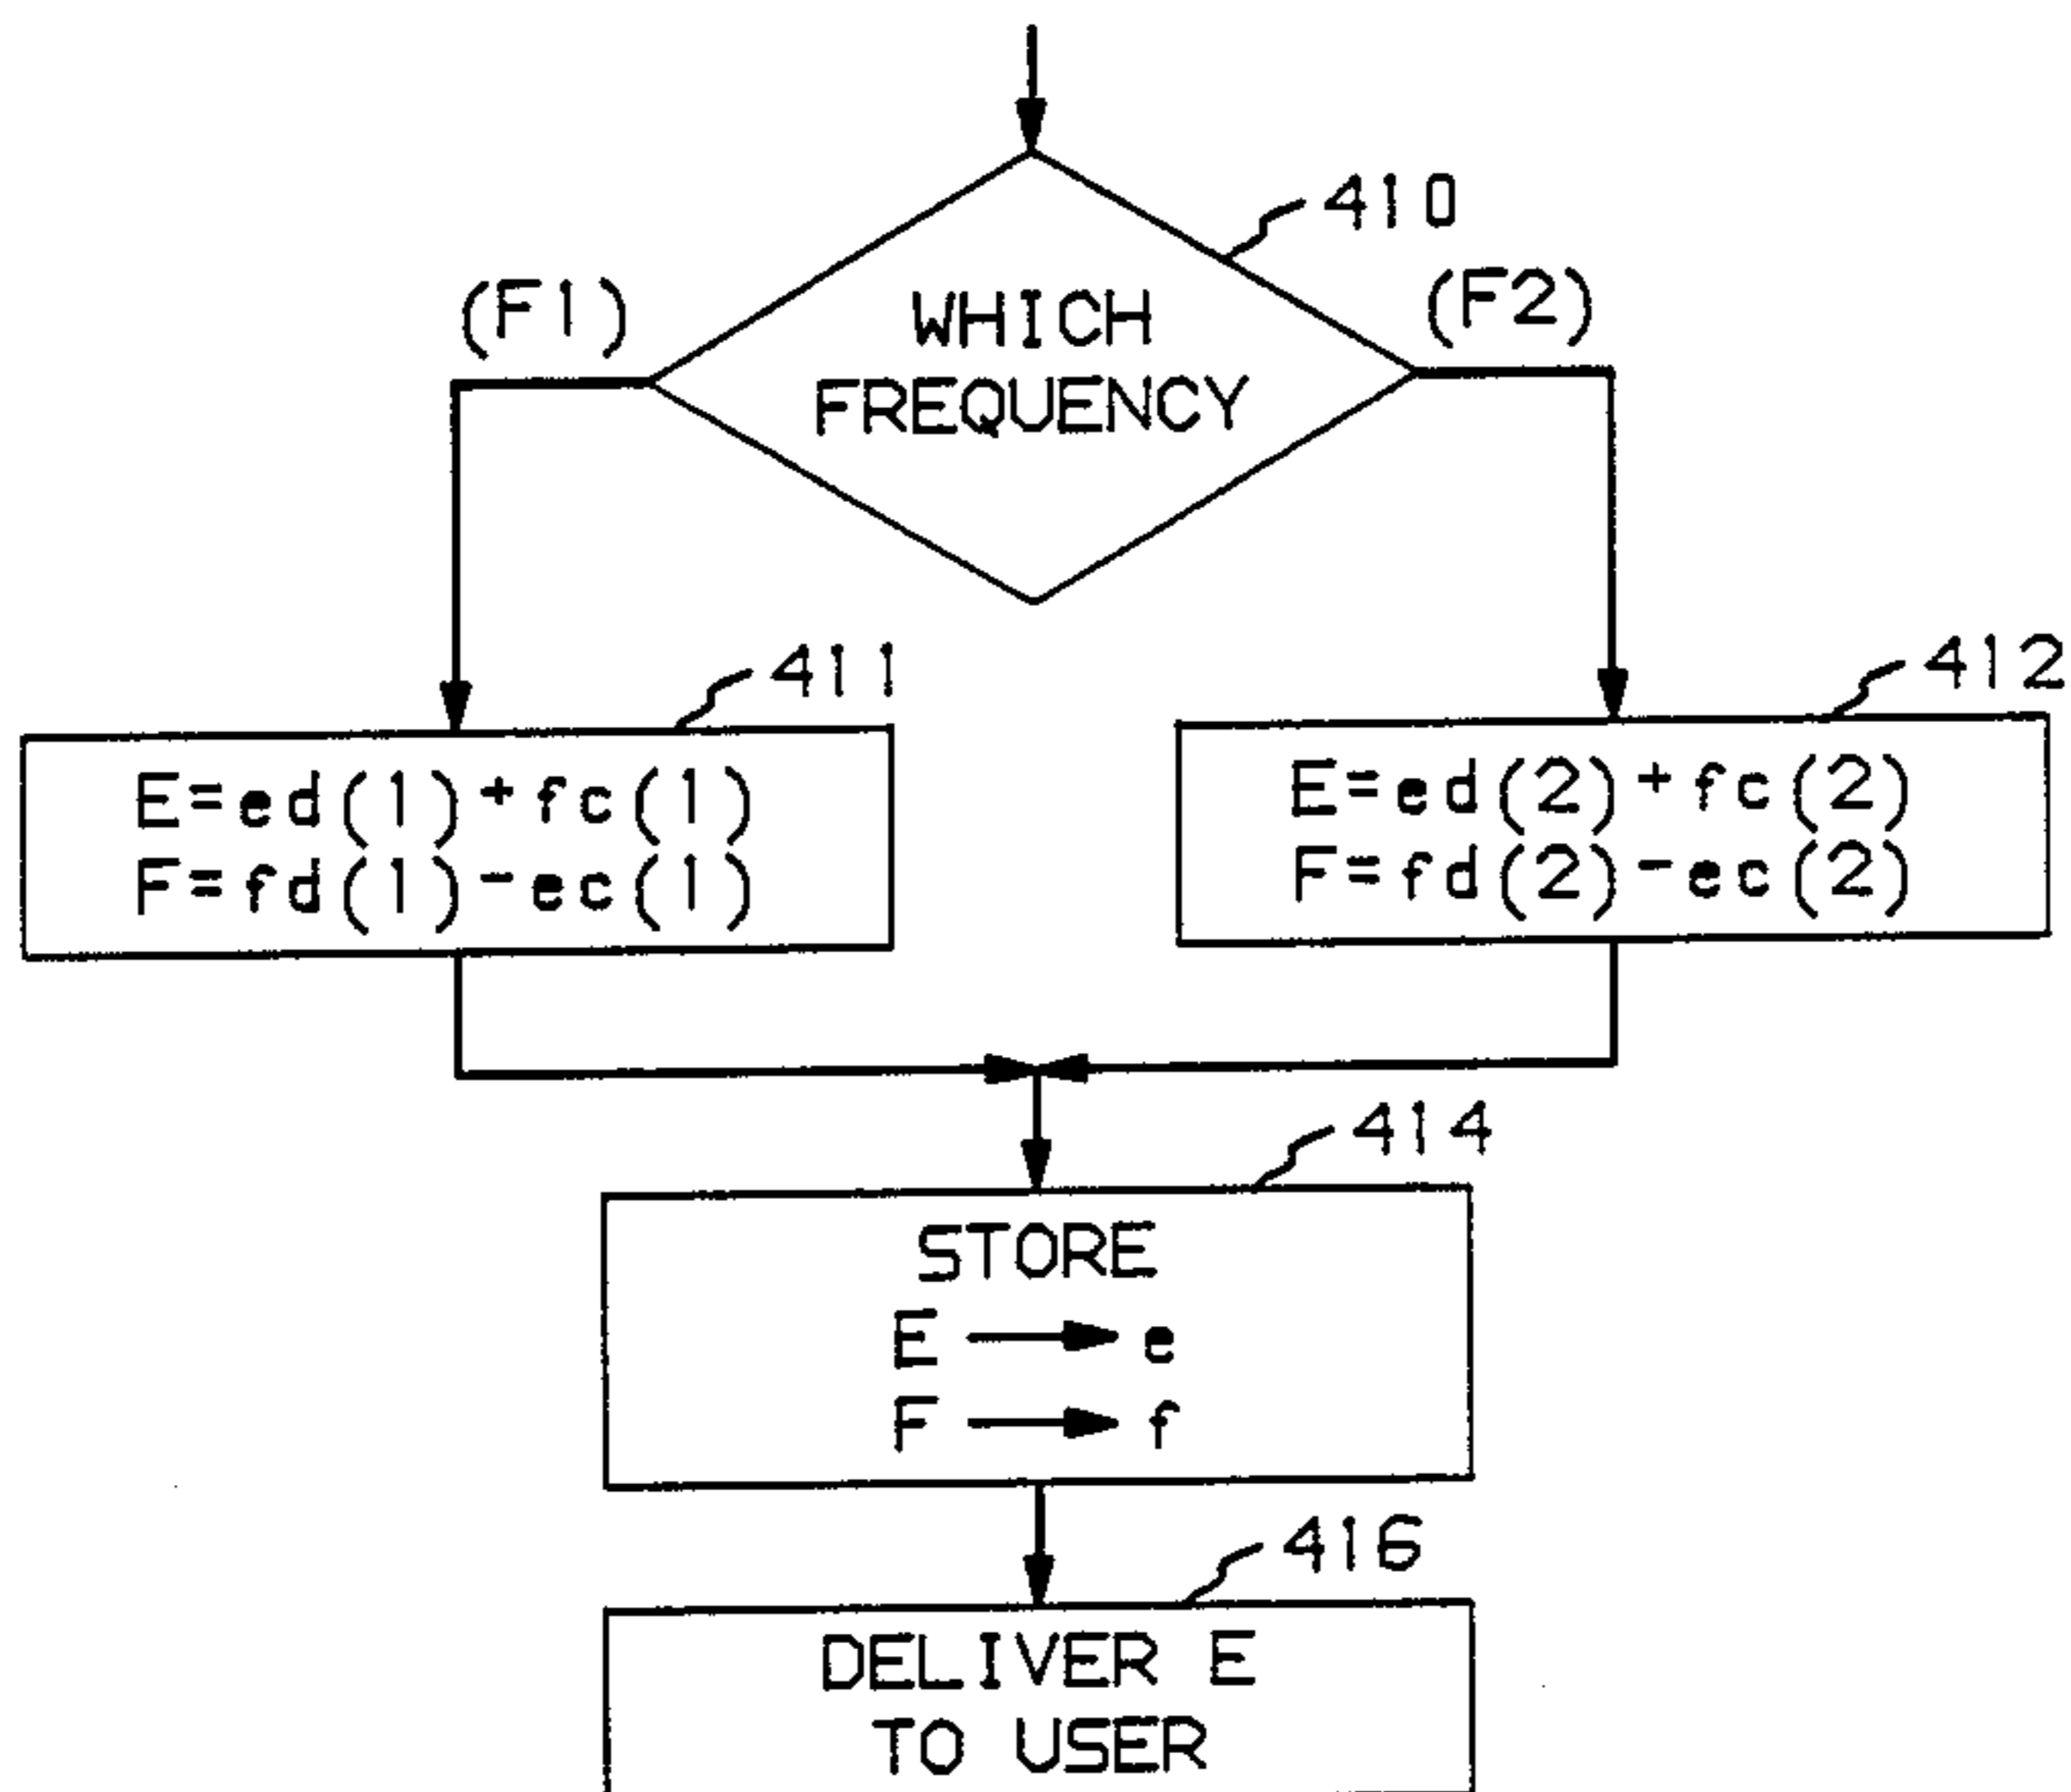 410
(F1)
(F2)
WHICH
FREQUENCY
411
412
E=ed(1)+fc(1)
F=fd(1)-ec(1)
E=ed(2)+fc(2)
F=fd(2)-ec(2)
414
STORE
E → e
F → f
416
DELIVER E
TO USER